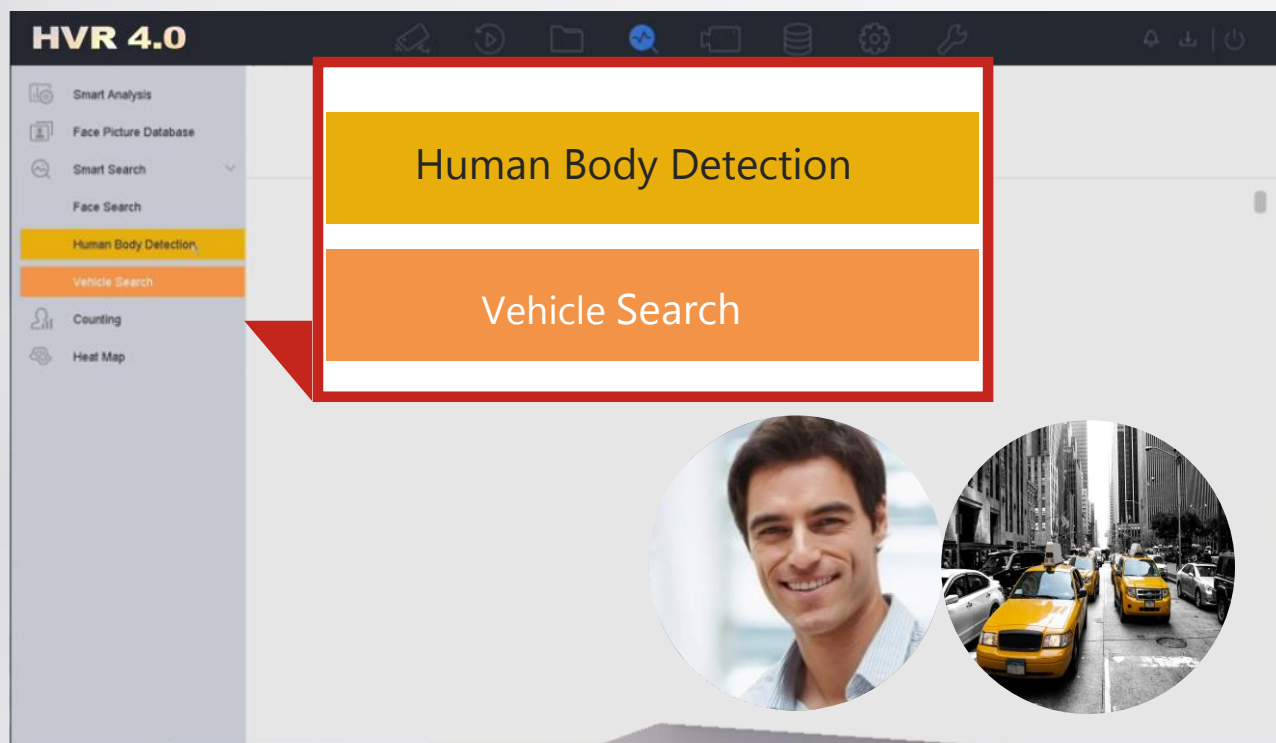 HVR 4.0
Smart Analysis
Face Picture Database
Smart Search
Face Search
Human Body Detection
Vehicle Search
Counting
Heat Map
Human Body Detection
Vehicle Search